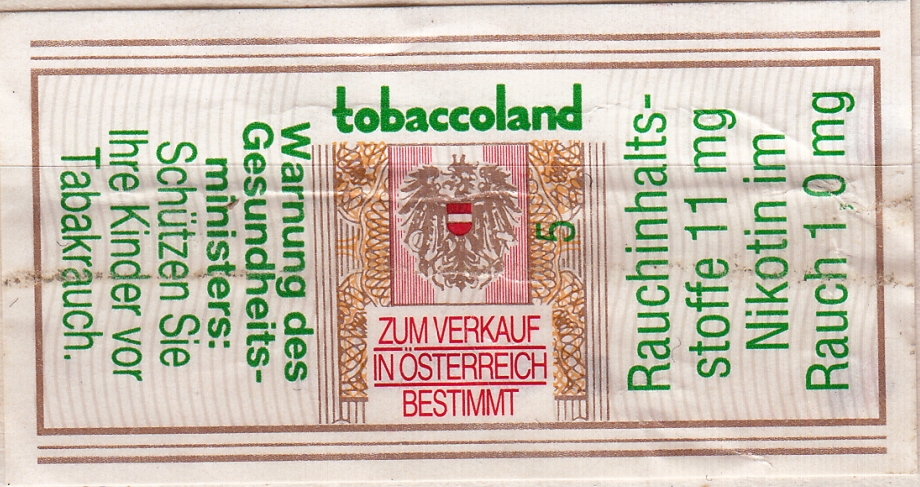 tobaccoland
Warnung des
Gesundheits-
ministers:
Schützen Sie
Ihre Kinder vor
Tabakrauch.
5
ZUM VERKAUF
IN ÖSTERREICH
BESTIMMT
Rauchinhalts-
stoffe 11 mg
Nikotin im
Rauch 1,0 mg